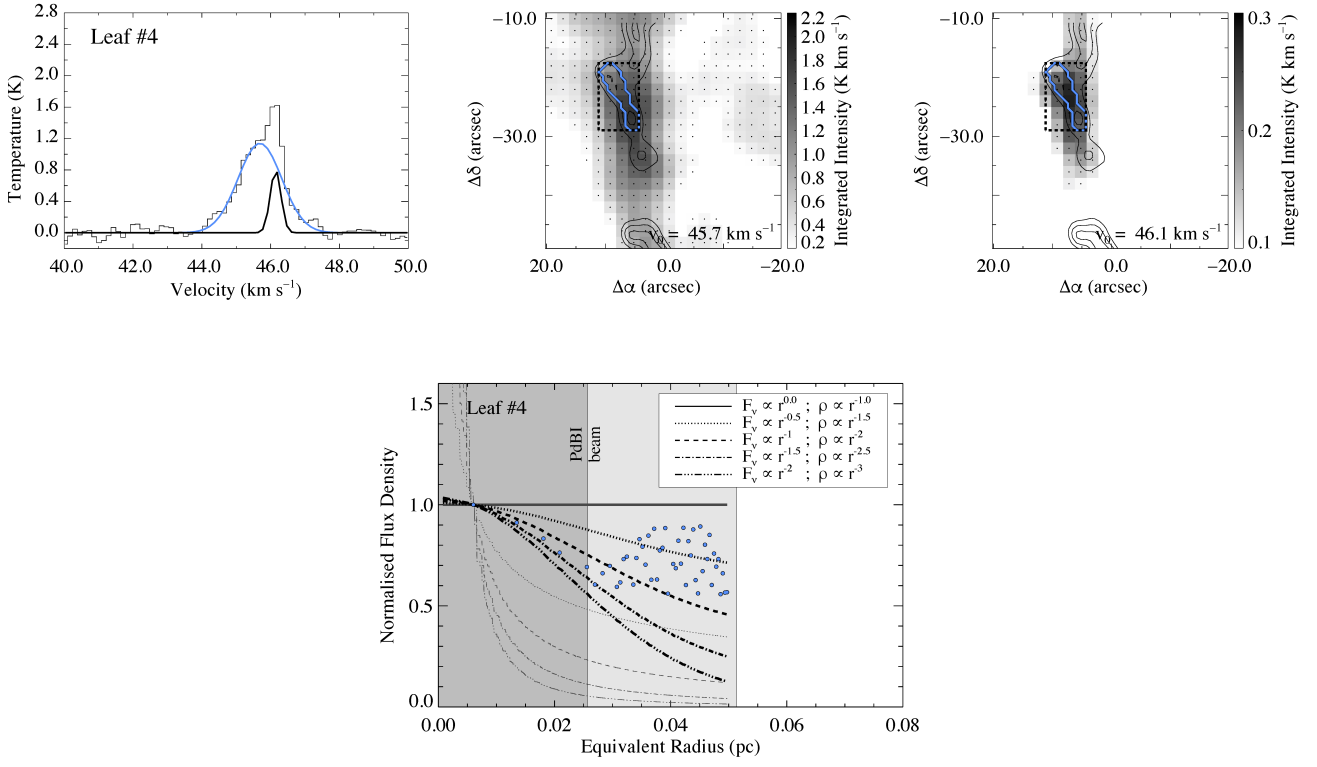 2.8
2.4
2.0
1.6
1.2
0.8
0.4
0.0
Temperature (K)
Leaf #4
40.0 42.0 44.0 46.0 48.0 50.0
Velocity (km s⁻¹)
−10.0
−30.0
Δδ (arcsec)
v₀ = 45.7 km s⁻¹
20.0 0.0 −20.0
Δα (arcsec)
2.2
2.1
1.8
1.6
1.4
1.2
1.0
0.8
0.6
0.4
0.2
Integrated Intensity (K km s⁻¹)
−10.0
−30.0
Δδ (arcsec)
v₀ = 46.1 km s⁻¹
20.0 0.0 −20.0
Δα (arcsec)
0.3
0.2
0.1
Integrated Intensity (K km s⁻¹)
1.5
1.0
0.5
0.0
Normalised Flux Density
Leaf #4
PdBI
beam
Fᵥ ∝ r^0.0 ; ρ ∝ r^-1.0
Fᵥ ∝ r^-0.5 ; ρ ∝ r^-1.5
Fᵥ ∝ r^-1 ; ρ ∝ r^-2
Fᵥ ∝ r^-1.5 ; ρ ∝ r^-2.5
Fᵥ ∝ r^-2 ; ρ ∝ r^-3
0.00 0.02 0.04 0.06 0.08
Equivalent Radius (pc)